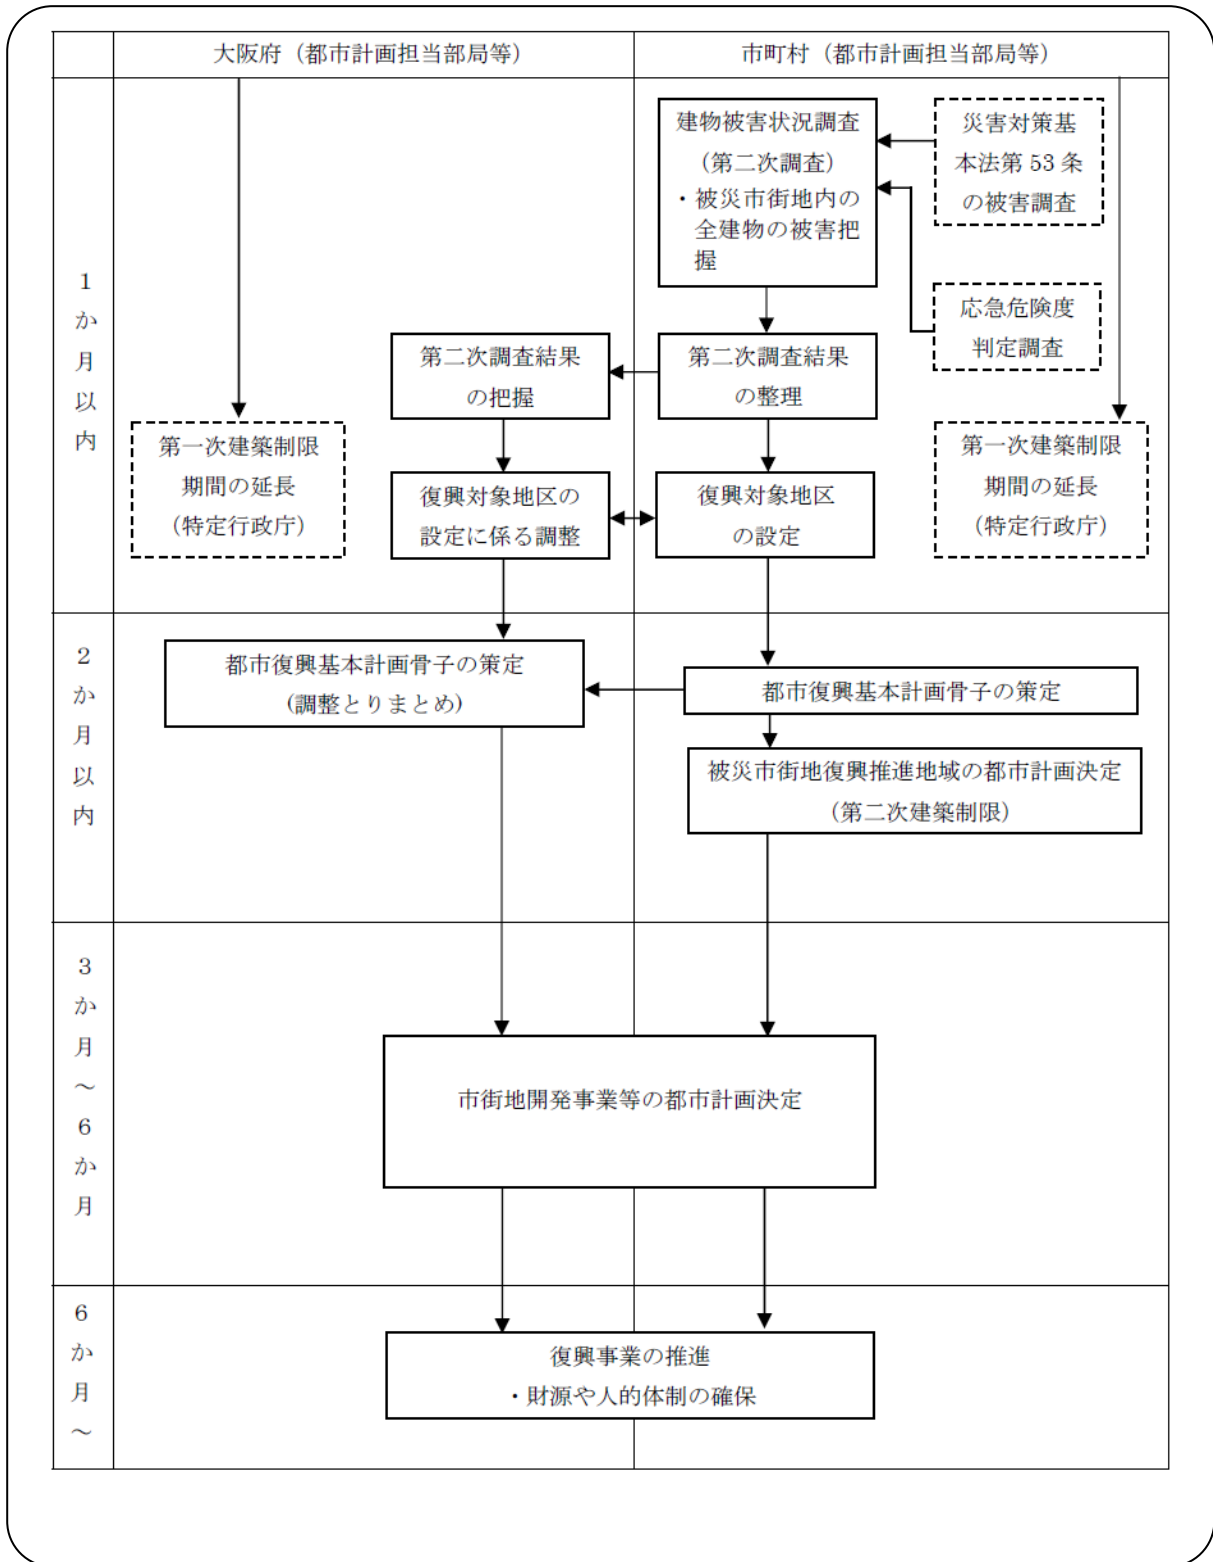 大阪府（都市計画担当部局等）
市町村（都市計画担当部局等）
1か月以内
建物被害状況調査
（第二次調査）
・被災市街地内の
全建物の被害把
握
災害対策基
本法第 53 条
の被害調査
応急危険度
判定調査
第二次調査結果
の把握
第二次調査結果
の整理
第一次建築制限
期間の延長
（特定行政庁）
復興対象地区の
設定に係る調整
復興対象地区
の設定
第一次建築制限
期間の延長
（特定行政庁）
2か月以内
都市復興基本計画骨子の策定
(調整とりまとめ)
都市復興基本計画骨子の策定
被災市街地復興推進地域の都市計画決定
（第二次建築制限）
3か月～6か月
市街地開発事業等の都市計画決定
6か月～
復興事業の推進
・財源や人的体制の確保